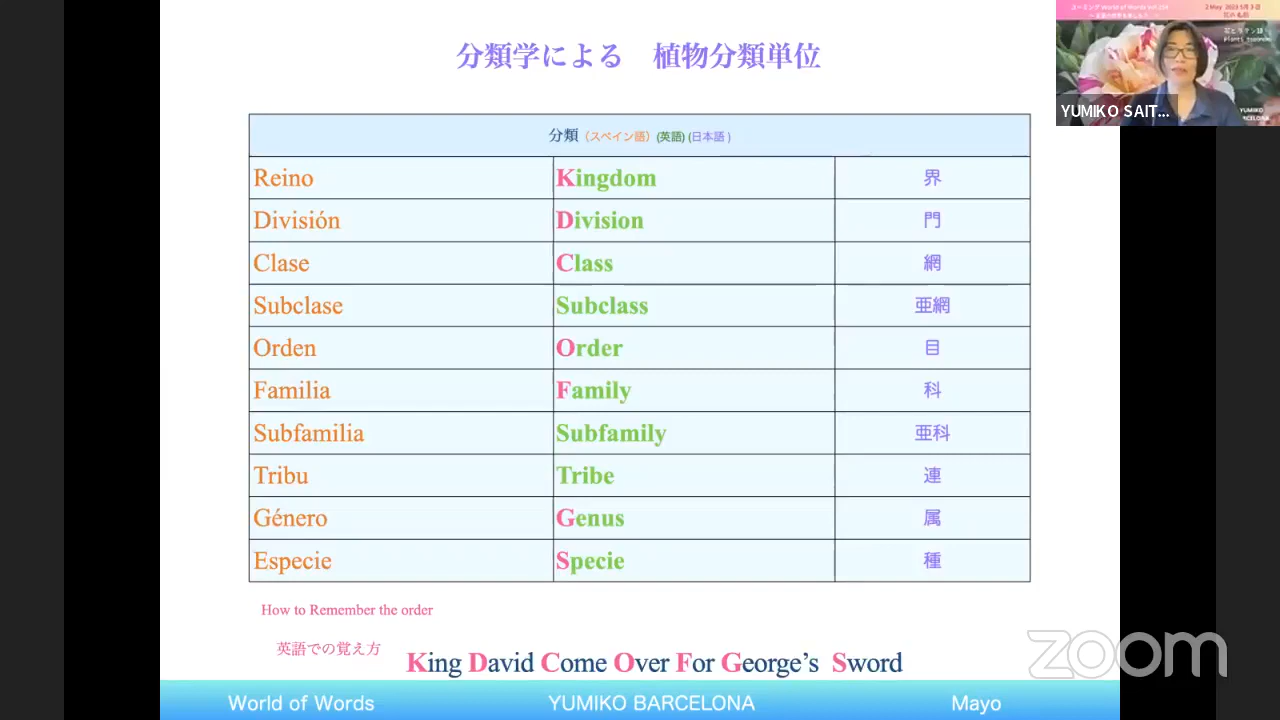 分類学による 植物分類単位
分類 (スペイン語) (英語) (日本語 )
Reino Kingdom 界
División Division 門
Clase Class 網
Subclase Subclass 亜網
Orden Order 目
Familia Family 科
Subfamilia Subfamily 亜科
Tribu Tribe 連
Género Genus 属
Especie Specie 種
How to Remember the order
英語での覚え方
King David Come Over For George’s Sword
World of Words YUMIKO BARCELONA Mayo
YUMIKO SAIT...
YUMIKO
zoom